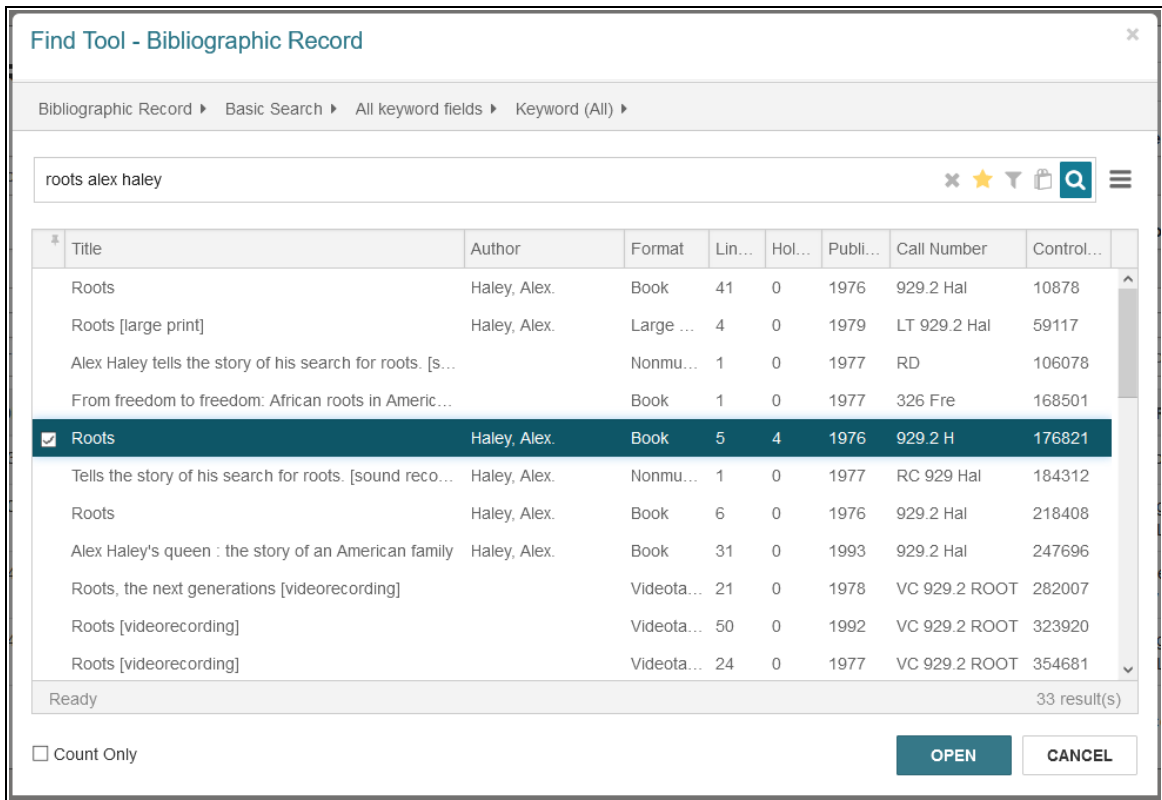 Find Tool - Bibliographic Record
Bibliographic Record Basic Search All keyword fields Keyword (All)
roots alex haley
Title Author Format Lin... Hol... Publi... Call Number Control...
Roots Haley, Alex. Book 41 0 1976 929.2 Hal 10878
Roots [large print] Haley, Alex. Large ... 4 0 1979 LT 929.2 Hal 59117
Alex Haley tells the story of his search for roots. [s... Nonmu... 1 0 1977 RD 106078
From freedom to freedom: African roots in Americ... Book 1 0 1977 326 Fre 168501
Roots Haley, Alex. Book 5 4 1976 929.2 H 176821
Tells the story of his search for roots. [sound reco... Haley, Alex. Nonmu... 1 0 1977 RC 929 Hal 184312
Roots Haley, Alex. Book 6 0 1976 929.2 Hal 218408
Alex Haley's queen : the story of an American family Haley, Alex. Book 31 0 1993 929.2 Hal 247696
Roots, the next generations [videorecording] Videota... 21 0 1978 VC 929.2 ROOT 282007
Roots [videorecording] Videota... 50 0 1992 VC 929.2 ROOT 323920
Roots [videorecording] Videota... 24 0 1977 VC 929.2 ROOT 354681
Ready 33 result(s)
Count Only OPEN CANCEL